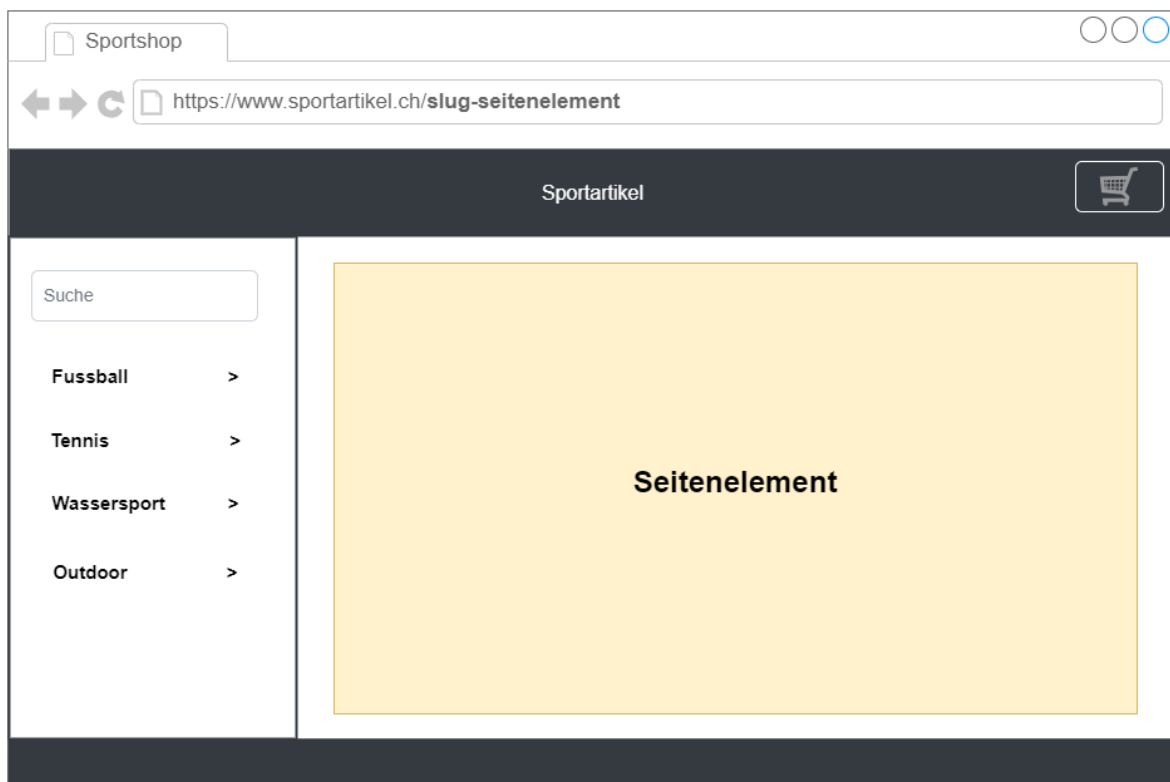 Sportshop
https://www.sportartikel.ch/slug-seitenelement
Sportartikel
Suche
Fussball >
Tennis >
Wassersport >
Outdoor >
Seitenelement